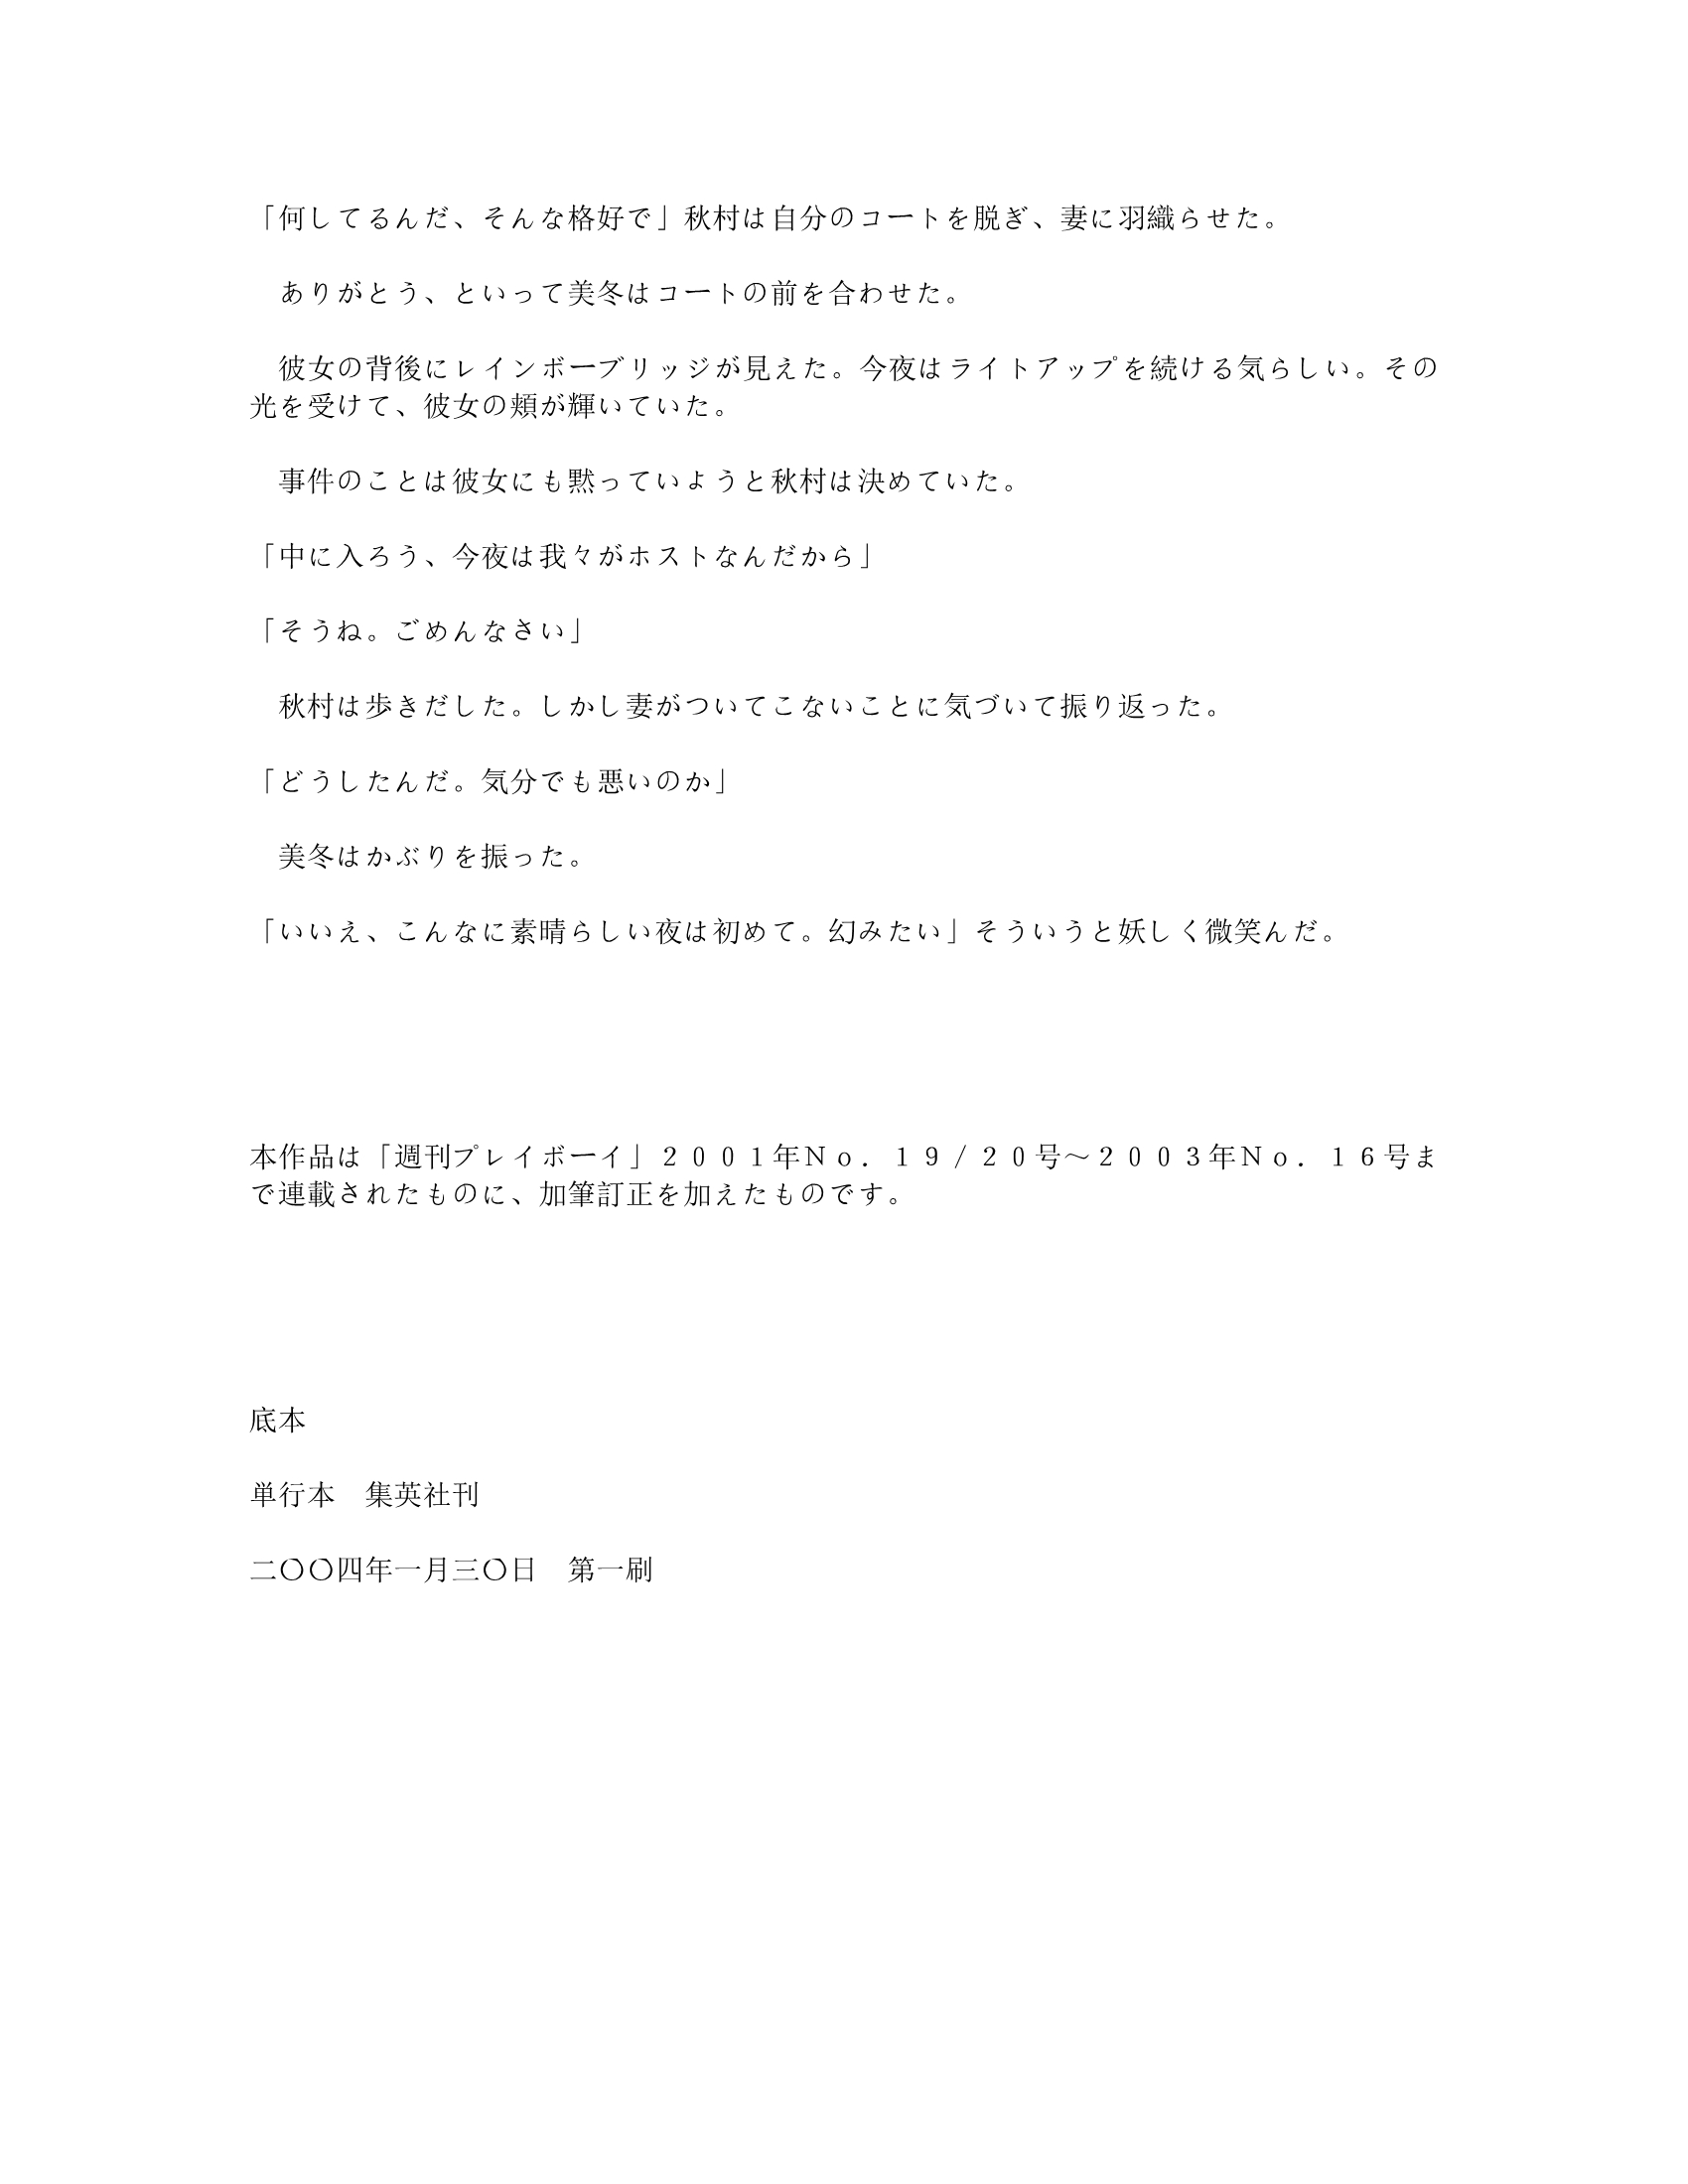 「何してるんだ、そんな格好で」秋村は自分のコートを脱ぎ、妻に羽織らせた。
　ありがとう、といって美冬はコートの前を合わせた。
　彼女の背後にレインボーブリッジが見えた。今夜はライトアップを続ける気らしい。その
光を受けて、彼女の頬が輝いていた。
　事件のことは彼女にも黙っていようと秋村は決めていた。
「中に入ろう、今夜は我々がホストなんだから」
「そうね。ごめんなさい」
　秋村は歩きだした。しかし妻がついてこないことに気づいて振り返った。
「どうしたんだ。気分でも悪いのか」
　美冬はかぶりを振った。
「いいえ、こんなに素晴らしい夜は初めて。幻みたい」そういうと妖しく微笑んだ。
本作品は「週刊プレイボーイ」２００１年Ｎｏ．１９／２０号～２００３年Ｎｏ．１６号ま
で連載されたものに、加筆訂正を加えたものです。
底本
単行本　集英社刊
二〇〇四年一月三〇日　第一刷